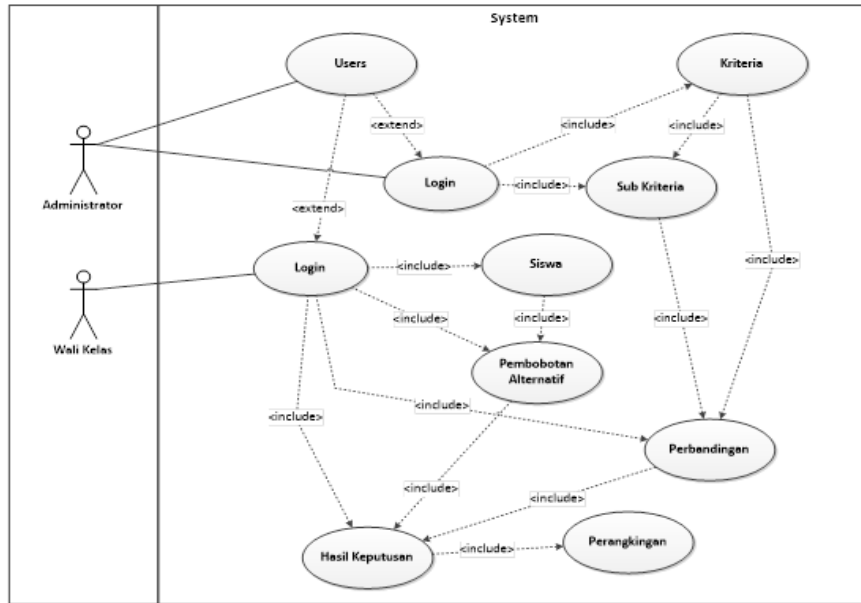 System
Users
Kriteria
<extend>
<include>
<include>
Administrator
Login
<include>
Sub Kriteria
<extend>
Login
<include>
Siswa
Wali Kelas
<include>
<include>
<include>
Pembobotan
Alternatif
<include>
<include>
Perbandingan
<include>
<include>
Hasil Keputusan
<include>
Perangkingan